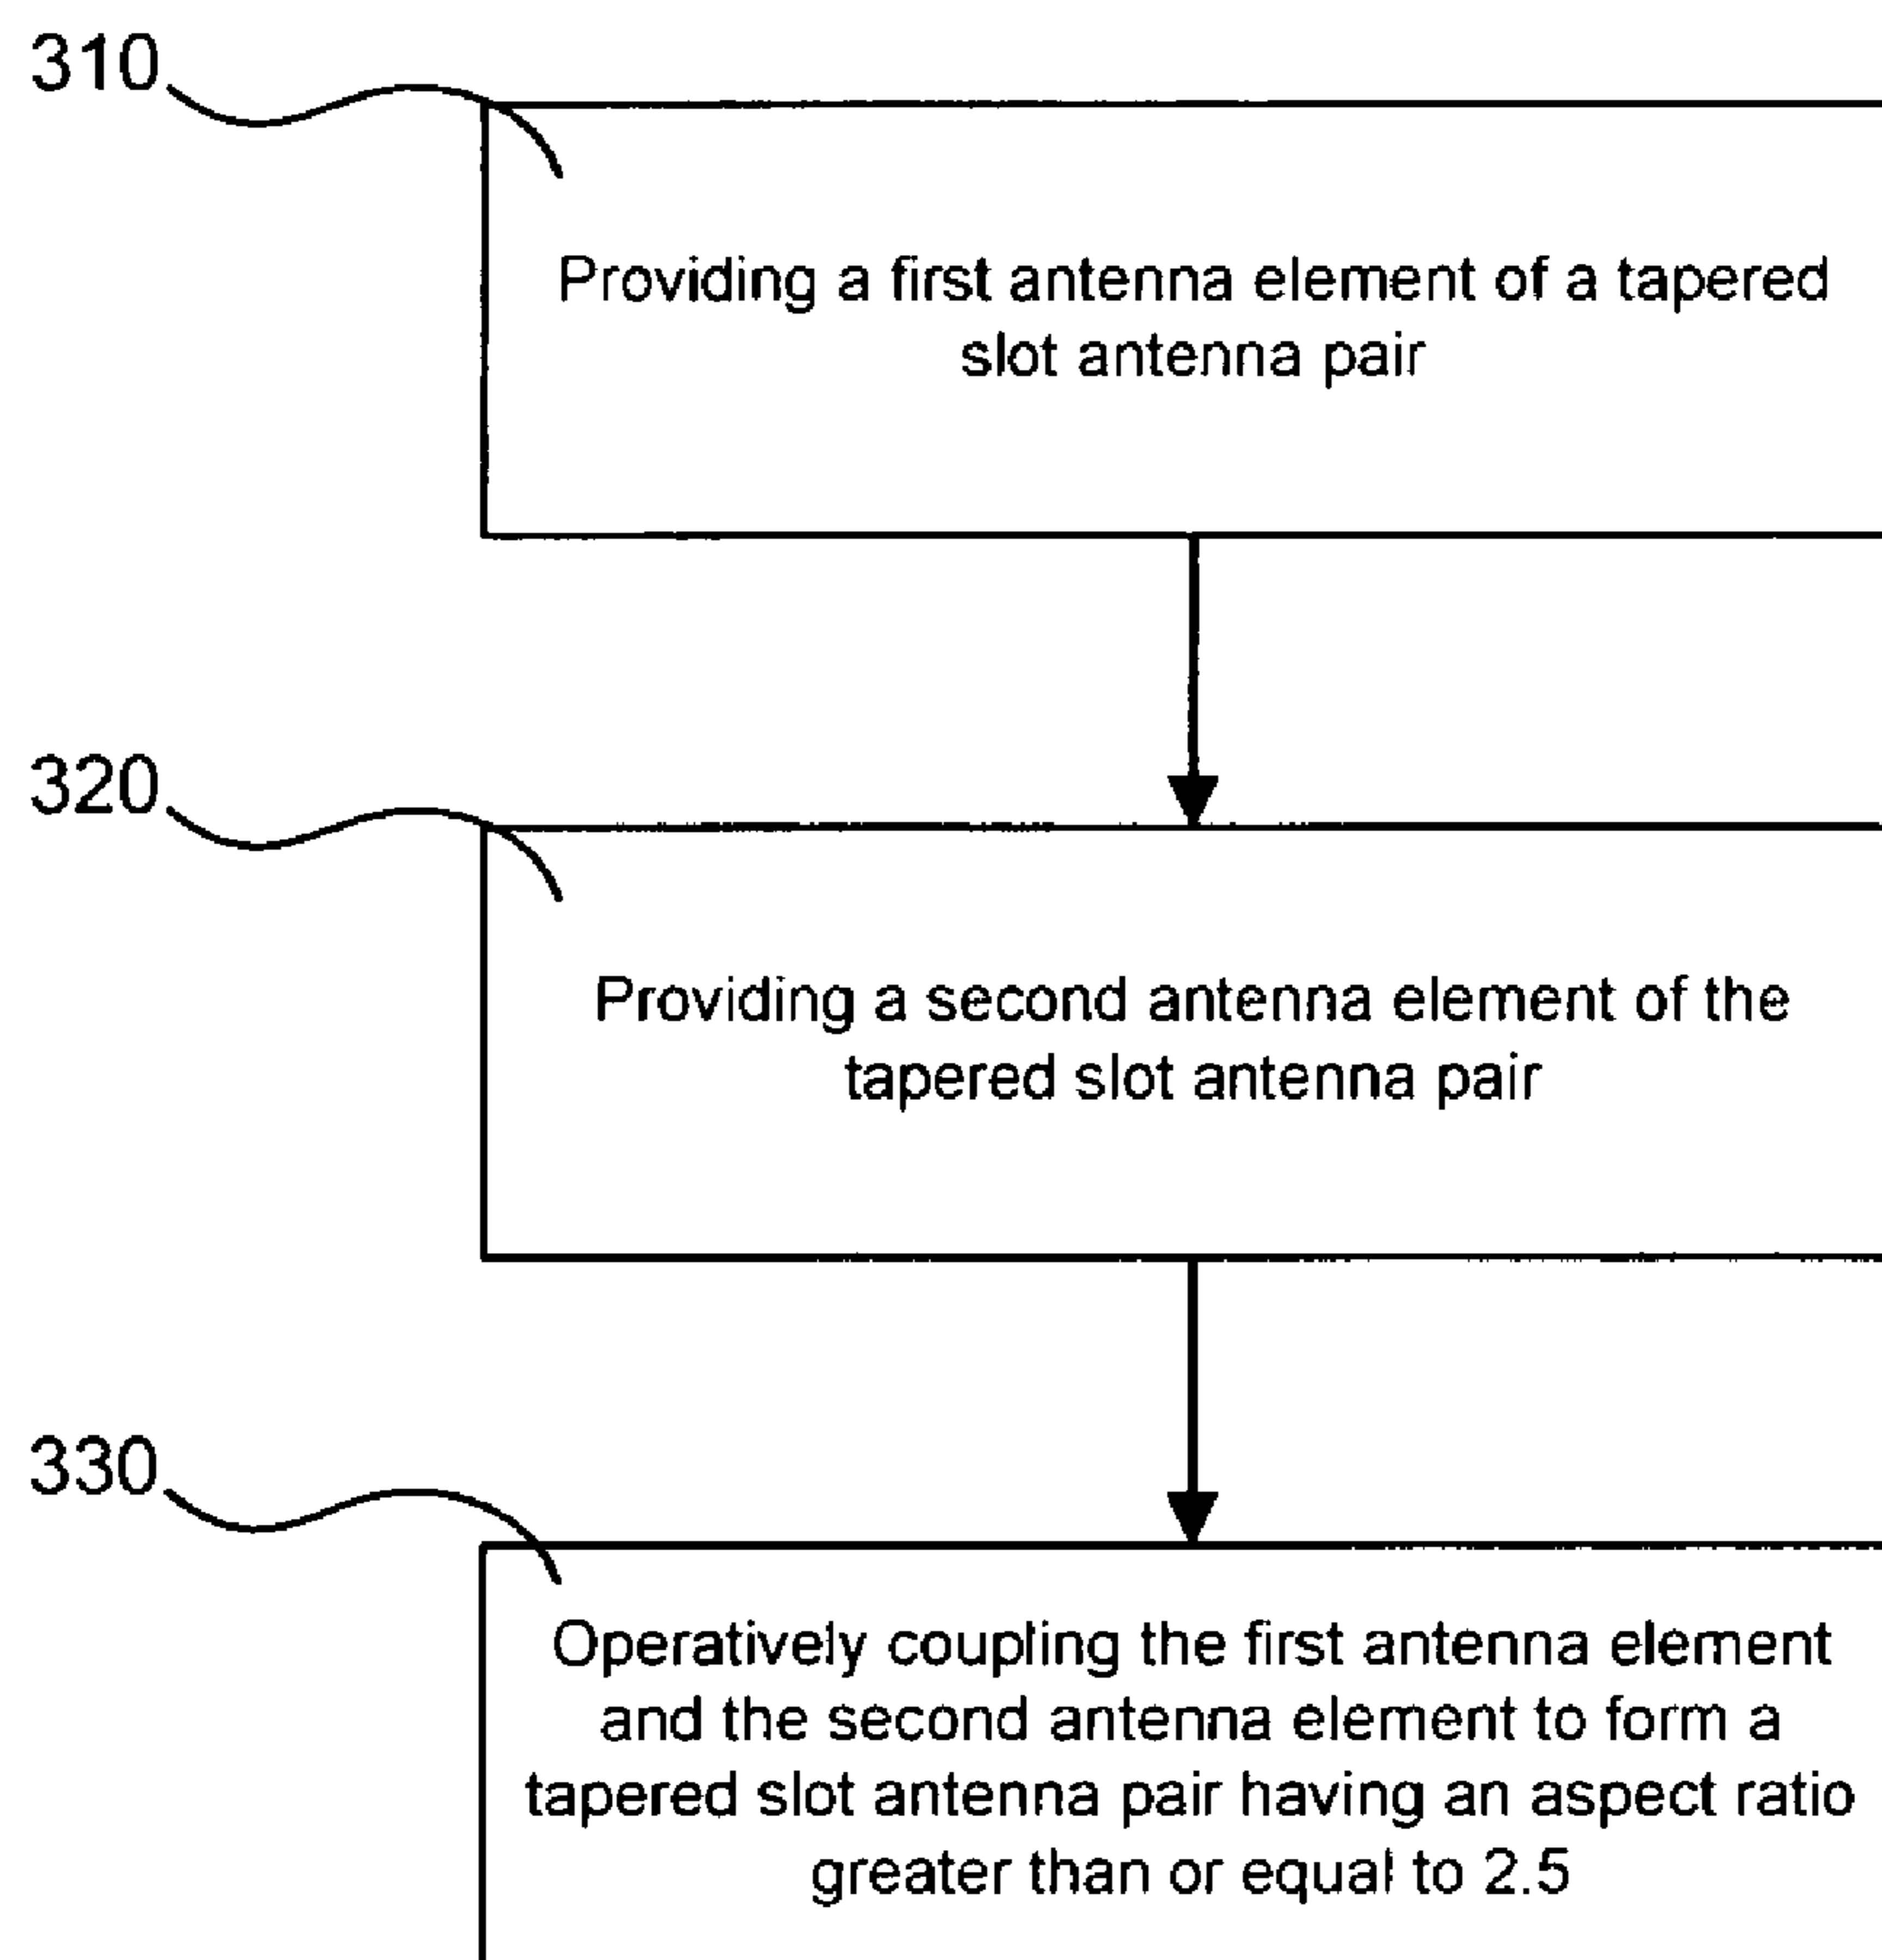 310
Providing a first antenna element of a tapered
slot antenna pair
320
Providing a second antenna element of the
tapered slot antenna pair
330
Operatively coupling the first antenna element
and the second antenna element to form a
tapered slot antenna pair having an aspect ratio
greater than or equal to 2.5